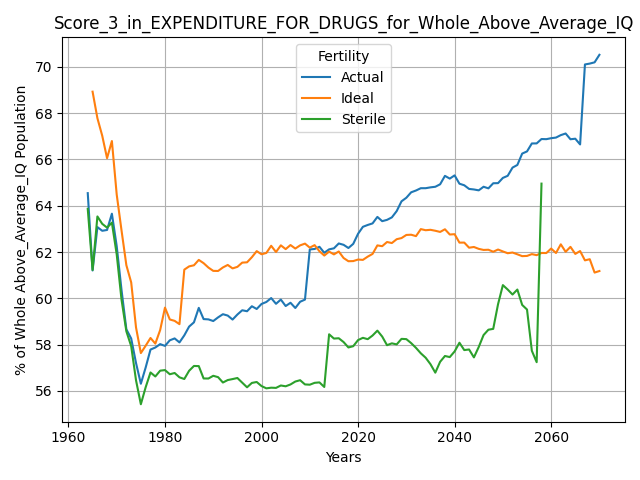 Score_3_in_EXPENDITURE_FOR_DRUGS_for_Whole_Above_Average_IQ
Fertility
Actual
Ideal
Sterile
% of Whole Above_Average_IQ Population
70
68
66
64
62
60
58
56
1960
1980
2000
2020
2040
2060
Years